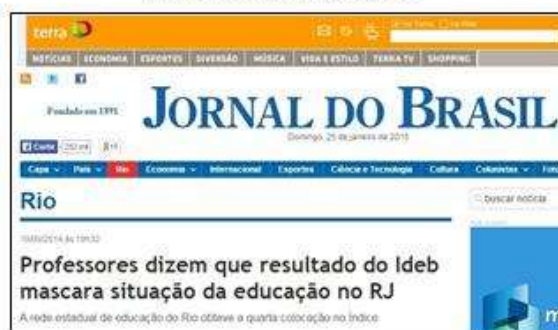 terra
NOTÍCIAS ECONOMIA ESPORTES DIVERSÃO MÚSICA VIDA E ESTILO TERRA TV SHOPPING
Fundado em 1891
JORNAL DO BRASIL
Domingo, 25 de janeiro de 2015
Curtir
Capa País Rio Economia Internacional Esportes Ciência e Tecnologia Cultura Colunistas
Rio
buscar notícia
Professores dizem que resultado do Ideb
mascara situação da educação no RJ
A rede estadual de educação do Rio obteve a quarta colocação no índice
m